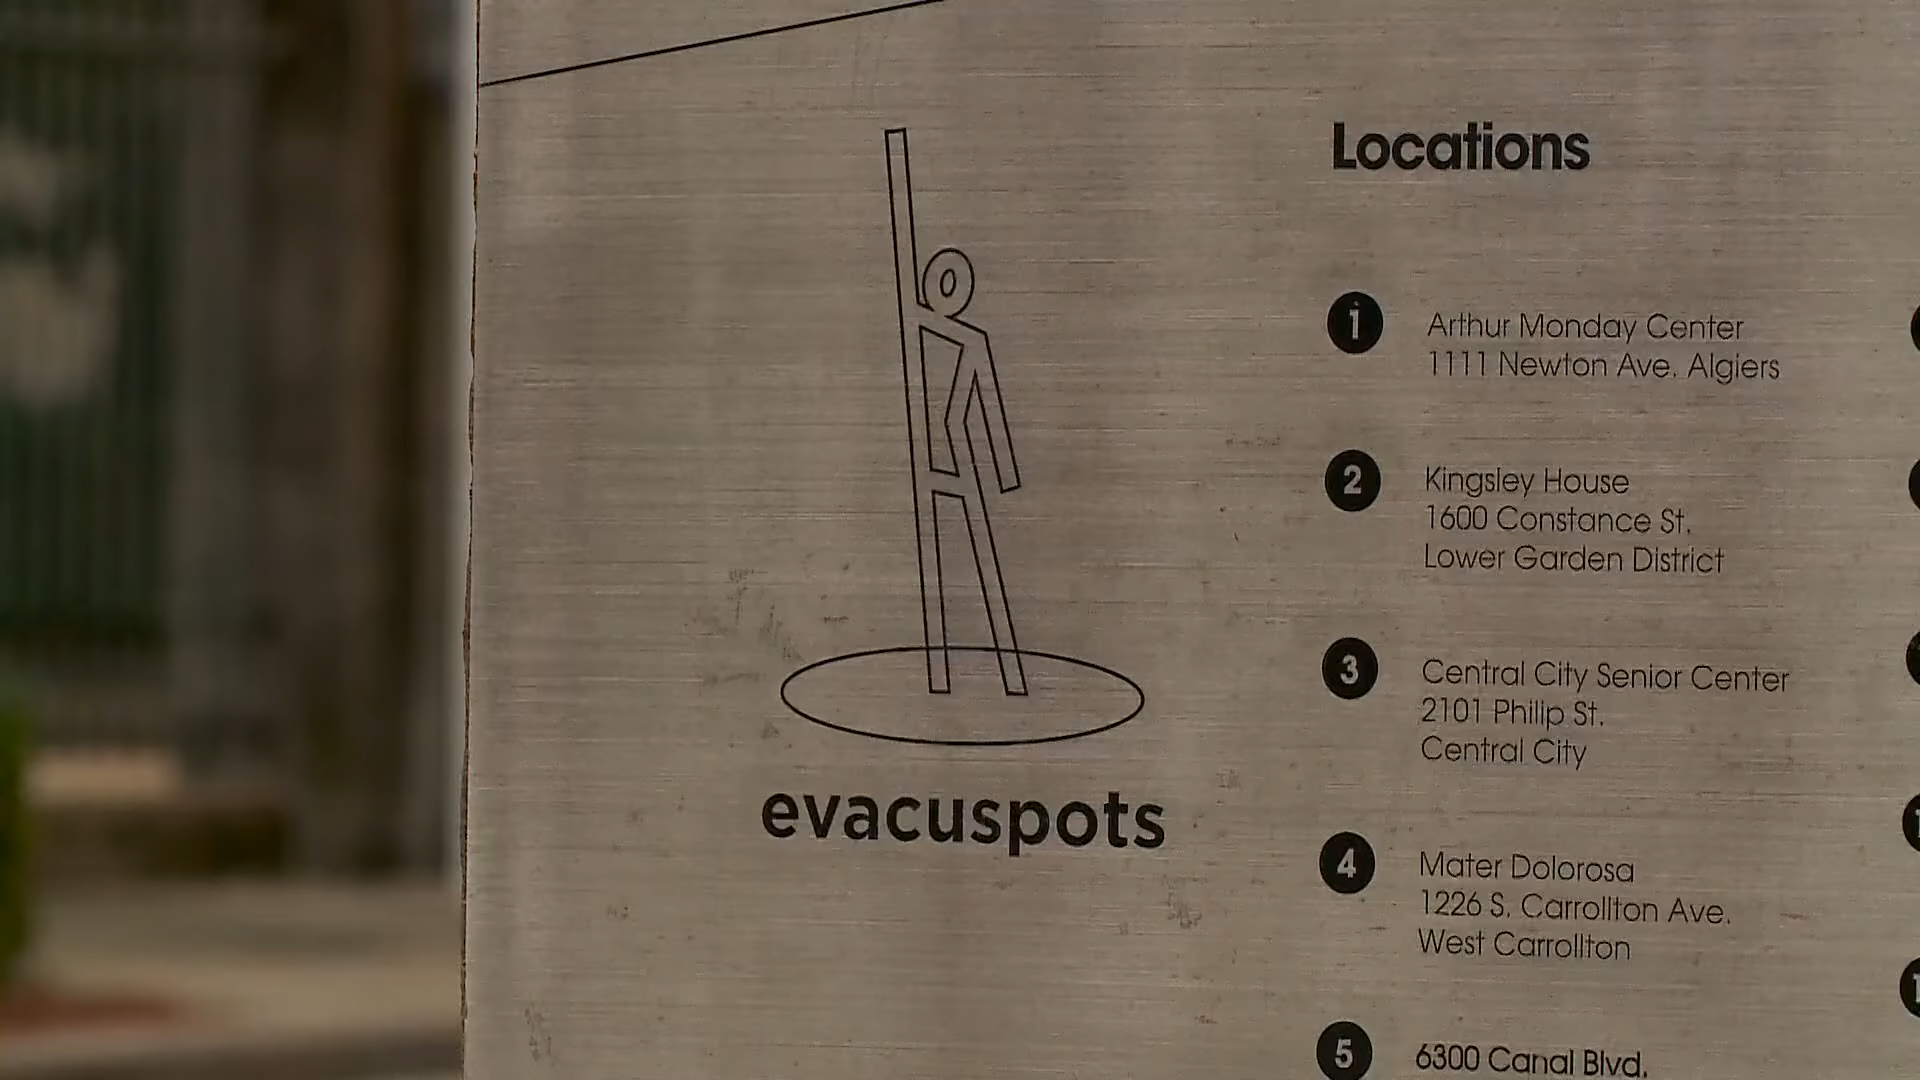 Locations
1
Arthur Monday Center
1111 Newton Ave. Algiers
2
Kingsley House
1600 Constance St.
Lower Garden District
3
Central City Senior Center
2101 Philip St.
Central City
4
Mater Dolorosa
1226 S. Carrollton Ave.
West Carrollton
5
6300 Canal Blvd.
evacuspots